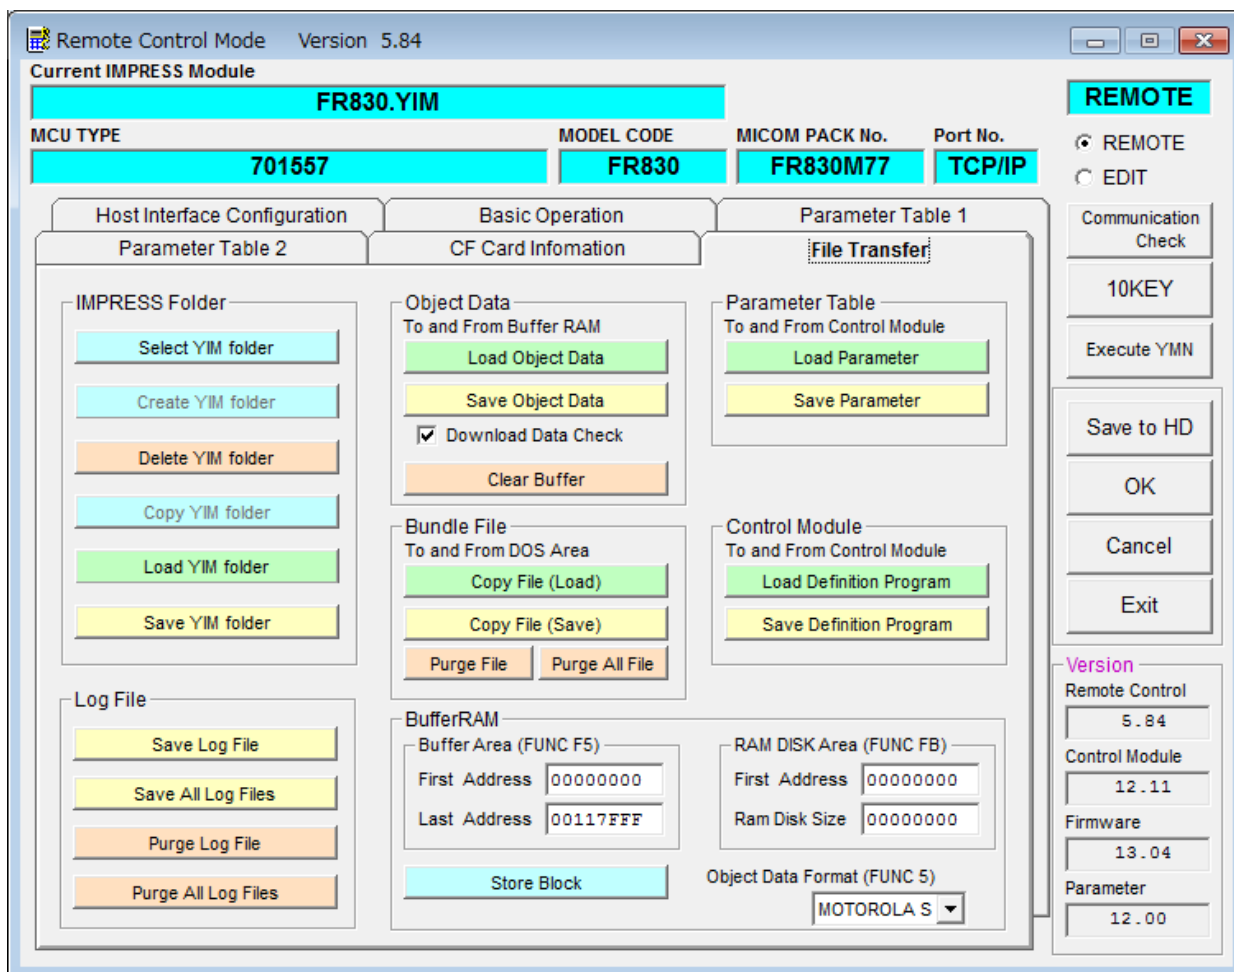 Remote Control Mode Version 5.84
Current IMPRESS Module
FR830.YIM
REMOTE
MCU TYPE MODEL CODE MICOM PACK No. Port No.
701557 FR830 FR830M77 TCP/IP
REMOTE
EDIT
Host Interface Configuration Basic Operation Parameter Table 1
Parameter Table 2 CF Card Infomation File Transfer
Communication
Check
10KEY
Execute YMN
Save to HD
OK
Cancel
Exit
IMPRESS Folder
Select YIM folder
Create YIM folder
Delete YIM folder
Copy YIM folder
Load YIM folder
Save YIM folder
Log File
Save Log File
Save All Log Files
Purge Log File
Purge All Log Files
Object Data
To and From Buffer RAM
Load Object Data
Save Object Data
Download Data Check
Clear Buffer
Bundle File
To and From DOS Area
Copy File (Load)
Copy File (Save)
Purge File Purge All File
Parameter Table
To and From Control Module
Load Parameter
Save Parameter
Control Module
To and From Control Module
Load Definition Program
Save Definition Program
BufferRAM
Buffer Area (FUNC F5)
First Address 00000000
Last Address 00117FFF
RAM DISK Area (FUNC FB)
First Address 00000000
Ram Disk Size 00000000
Store Block
Object Data Format (FUNC 5)
MOTOROLA S
Version
Remote Control
5.84
Control Module
12.11
Firmware
13.04
Parameter
12.00